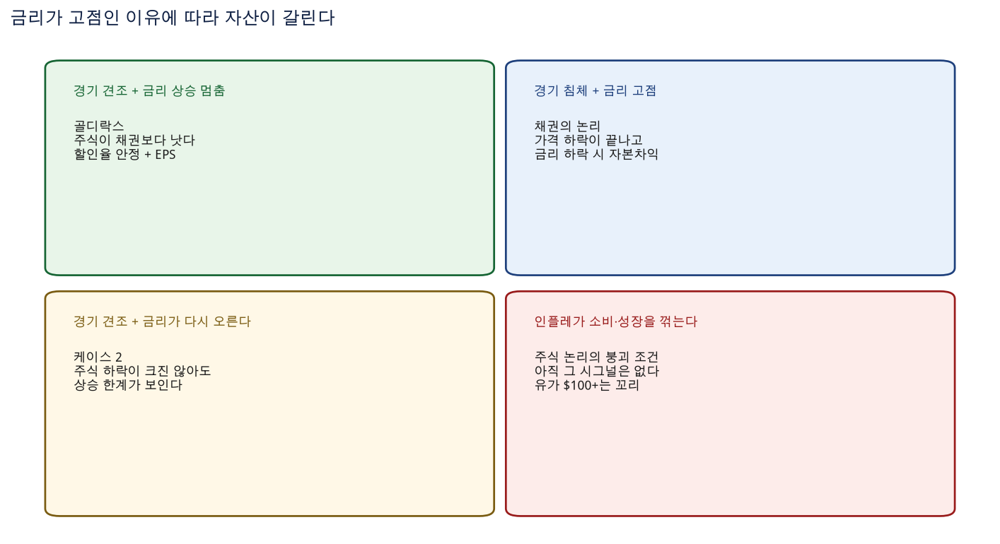 금리가 고점인 이유에 따라 자산이 갈린다
경기 견조 + 금리 상승 멈춤
골디락스
주식이 채권보다 낫다
할인율 안정 + EPS
경기 침체 + 금리 고점
채권의 논리
가격 하락이 끝나고
금리 하락 시 자본차익
경기 견조 + 금리가 다시 오른다
케이스 2
주식 하락이 크진 않아도
상승 한계가 보인다
인플레가 소비·성장을 꺾는다
주식 논리의 붕괴 조건
아직 그 시그널은 없다
유가 $100+는 꼬리